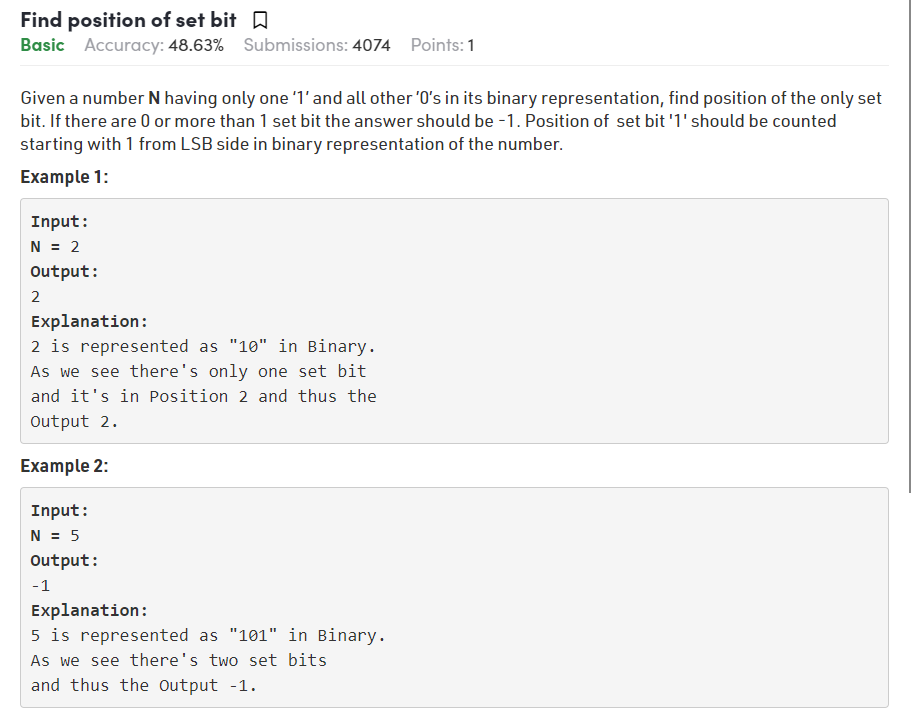 Find position of set bit
Basic Accuracy: 48.63% Submissions: 4074 Points: 1
Given a number N having only one ‘1’ and all other ’0’s in its binary representation, find position of the only set
bit. If there are 0 or more than 1 set bit the answer should be -1. Position of set bit '1' should be counted
starting with 1 from LSB side in binary representation of the number.
Example 1:
Input:
N = 2
Output:
2
Explanation:
2 is represented as "10" in Binary.
As we see there's only one set bit
and it's in Position 2 and thus the
Output 2.
Example 2:
Input:
N = 5
Output:
-1
Explanation:
5 is represented as "101" in Binary.
As we see there's two set bits
and thus the Output -1.